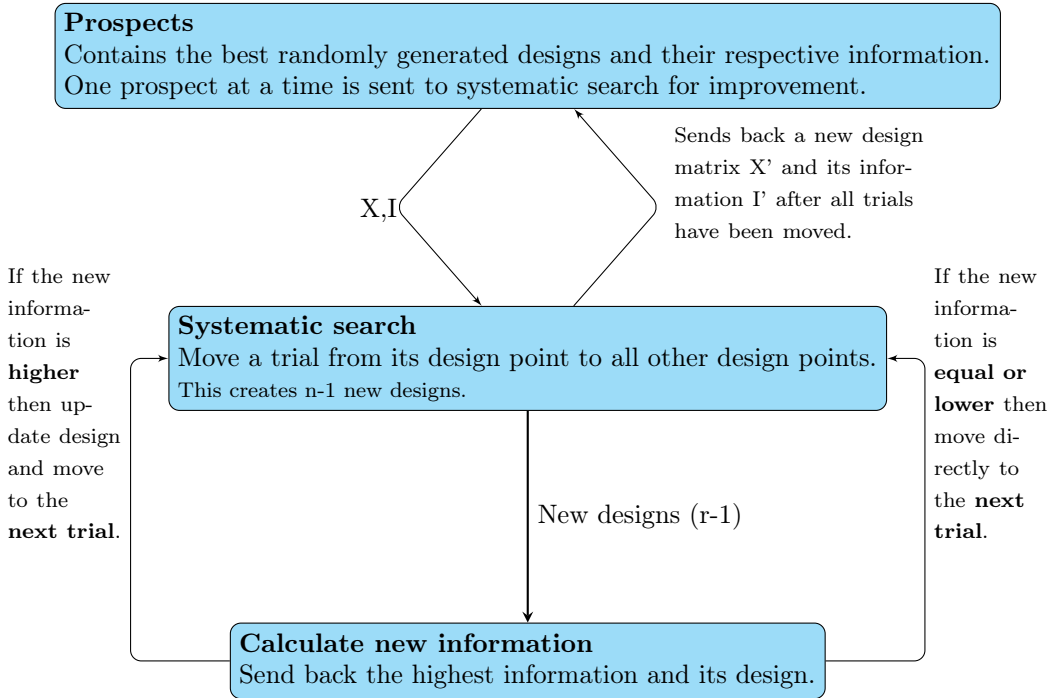 Prospects
Contains the best randomly generated designs and their respective information.
One prospect at a time is sent to systematic search for improvement.
Sends back a new design
matrix X’ and its infor-
mation I’ after all trials
have been moved.
X,I
If the new
informa-
tion is
higher
then up-
date design
and move
to the
next trial.
If the new
informa-
tion is
equal or
lower then
move di-
rectly to
the next
trial.
Systematic search
Move a trial from its design point to all other design points.
This creates n-1 new designs.
New designs (r-1)
Calculate new information
Send back the highest information and its design.